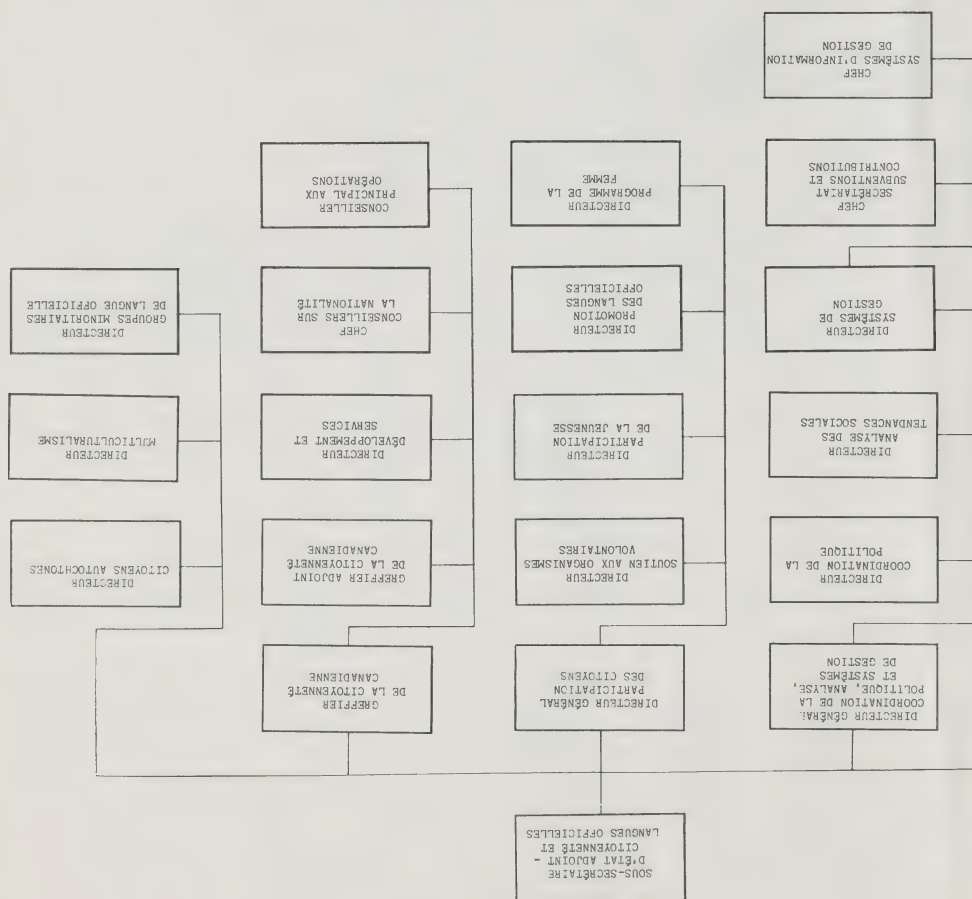 SOUS-SECRÉTAIRE
D'ÉTAT ADJOINT -
CITOYENNETÉ ET
LANGUES OFFICIELLES
DIRECTEUR GÉNÉRAL
COORDINATION DE LA
POLITIQUE, ANALYSE,
ET SYSTÈMES
DE GESTION
DIRECTEUR GÉNÉRAL
PARTICIPATION
DES CITOYENS
GREFFIER
DE LA CITOYENNETÉ
CANADIENNE
DIRECTEUR
COORDINATION DE LA
POLITIQUE
DIRECTEUR
SOUTIEN AUX ORGANISMES
VOLONTAIRES
GREFFIER ADJOINT
DE LA CITOYENNETÉ
CANADIENNE
DIRECTEUR
CITOYENS AUTOCHTONES
DIRECTEUR
ANALYSE DES
TENDANCES SOCIALES
DIRECTEUR
PARTICIPATION
DE LA JEUNESSE
DIRECTEUR
DÉVELOPPEMENT ET
SERVICES
DIRECTEUR
MULTICULTURALISME
DIRECTEUR
SYSTÈMES DE
GESTION
DIRECTEUR
PROMOTION
DES LANGUES
OFFICIELLES
CHEF
CONSEILLERS SUR
LA NATIONALITÉ
DIRECTEUR
GROUPES MINORITAIRES
DE LANGUE OFFICIELLE
CHEF
SECRÉTARIAT
SUBVENTIONS ET
CONTRIBUTIONS
DIRECTEUR
PROGRAMME DE LA
FEMME
CONSEILLER
PRINCIPAL AUX
OPÉRATIONS
CHEF
SYSTÈMES D'INFORMATION
DE GESTION